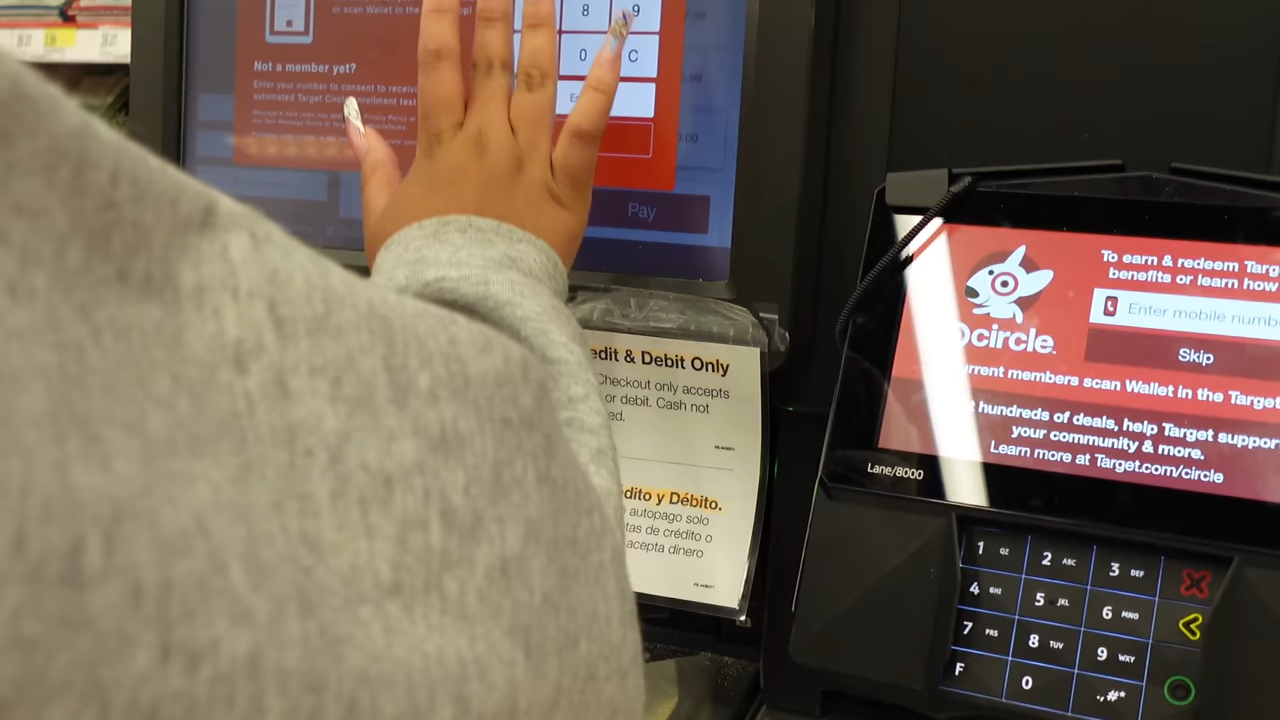 or scan Wallet in the
Not a member yet?
Enter your number to consent to
automated Target Circle enrollment text
8
9
0
C
Pay
edit & Debit Only
Checkout only accepts
or debit. Cash not
ed.
dito y Débito.
autopago solo
tas de crédito o
acepta dinero
To earn & redeem Targ
benefits or learn how
Enter mobile numb
circle
Skip
rrent members scan Wallet in the Target
hundreds of deals, help Target suppor
your community & more.
Learn more at Target.com/circle
Lane/8000
1 QZ 2 ABC 3 DEF
4 GHI 5 JKL 6 MNO
7 PRS 8 TUV 9 WXY
F 0 .,#*